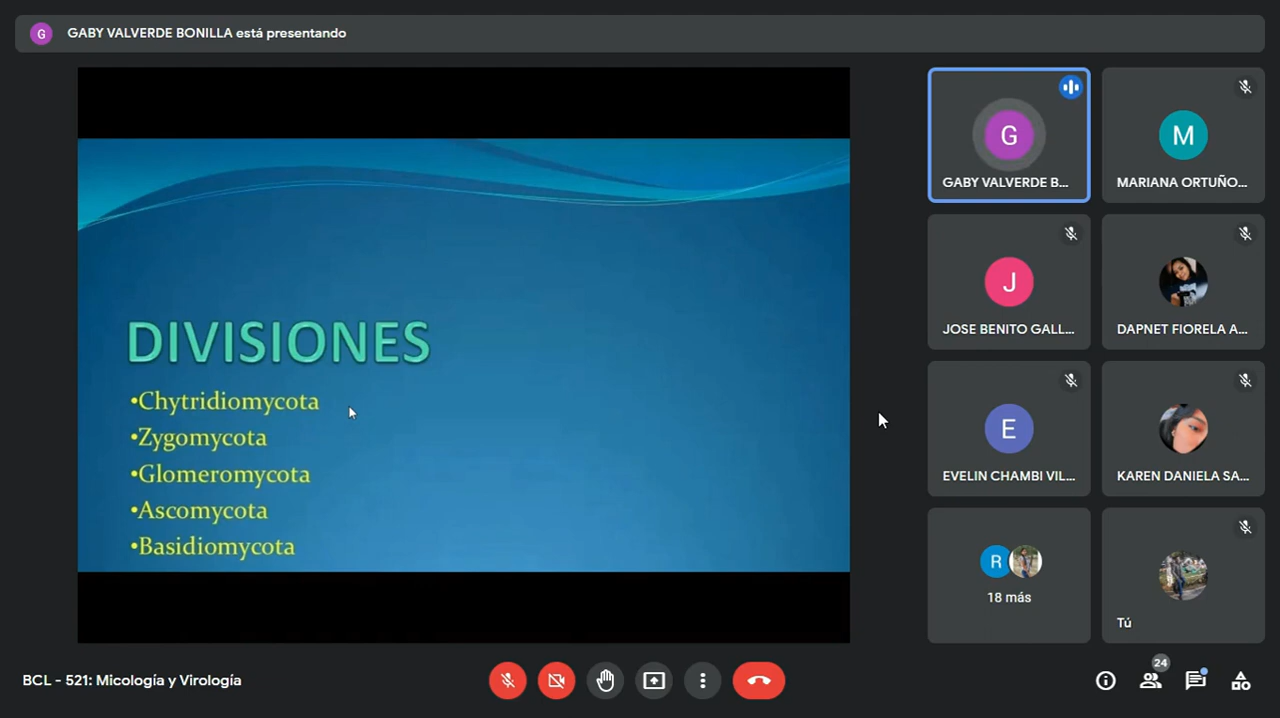 G GABY VALVERDE BONILLA está presentando
DIVISIONES
•Chytridiomycota
•Zygomycota
•Glomeromycota
•Ascomycota
•Basidiomycota
G
GABY VALVERDE B...
M
MARIANA ORTUÑO...
J
JOSE BENITO GALL...
DAPNET FIORELA A...
E
EVELIN CHAMBI VIL...
KAREN DANIELA SA...
R
18 más
Tú
BCL - 521: Micología y Virología
24